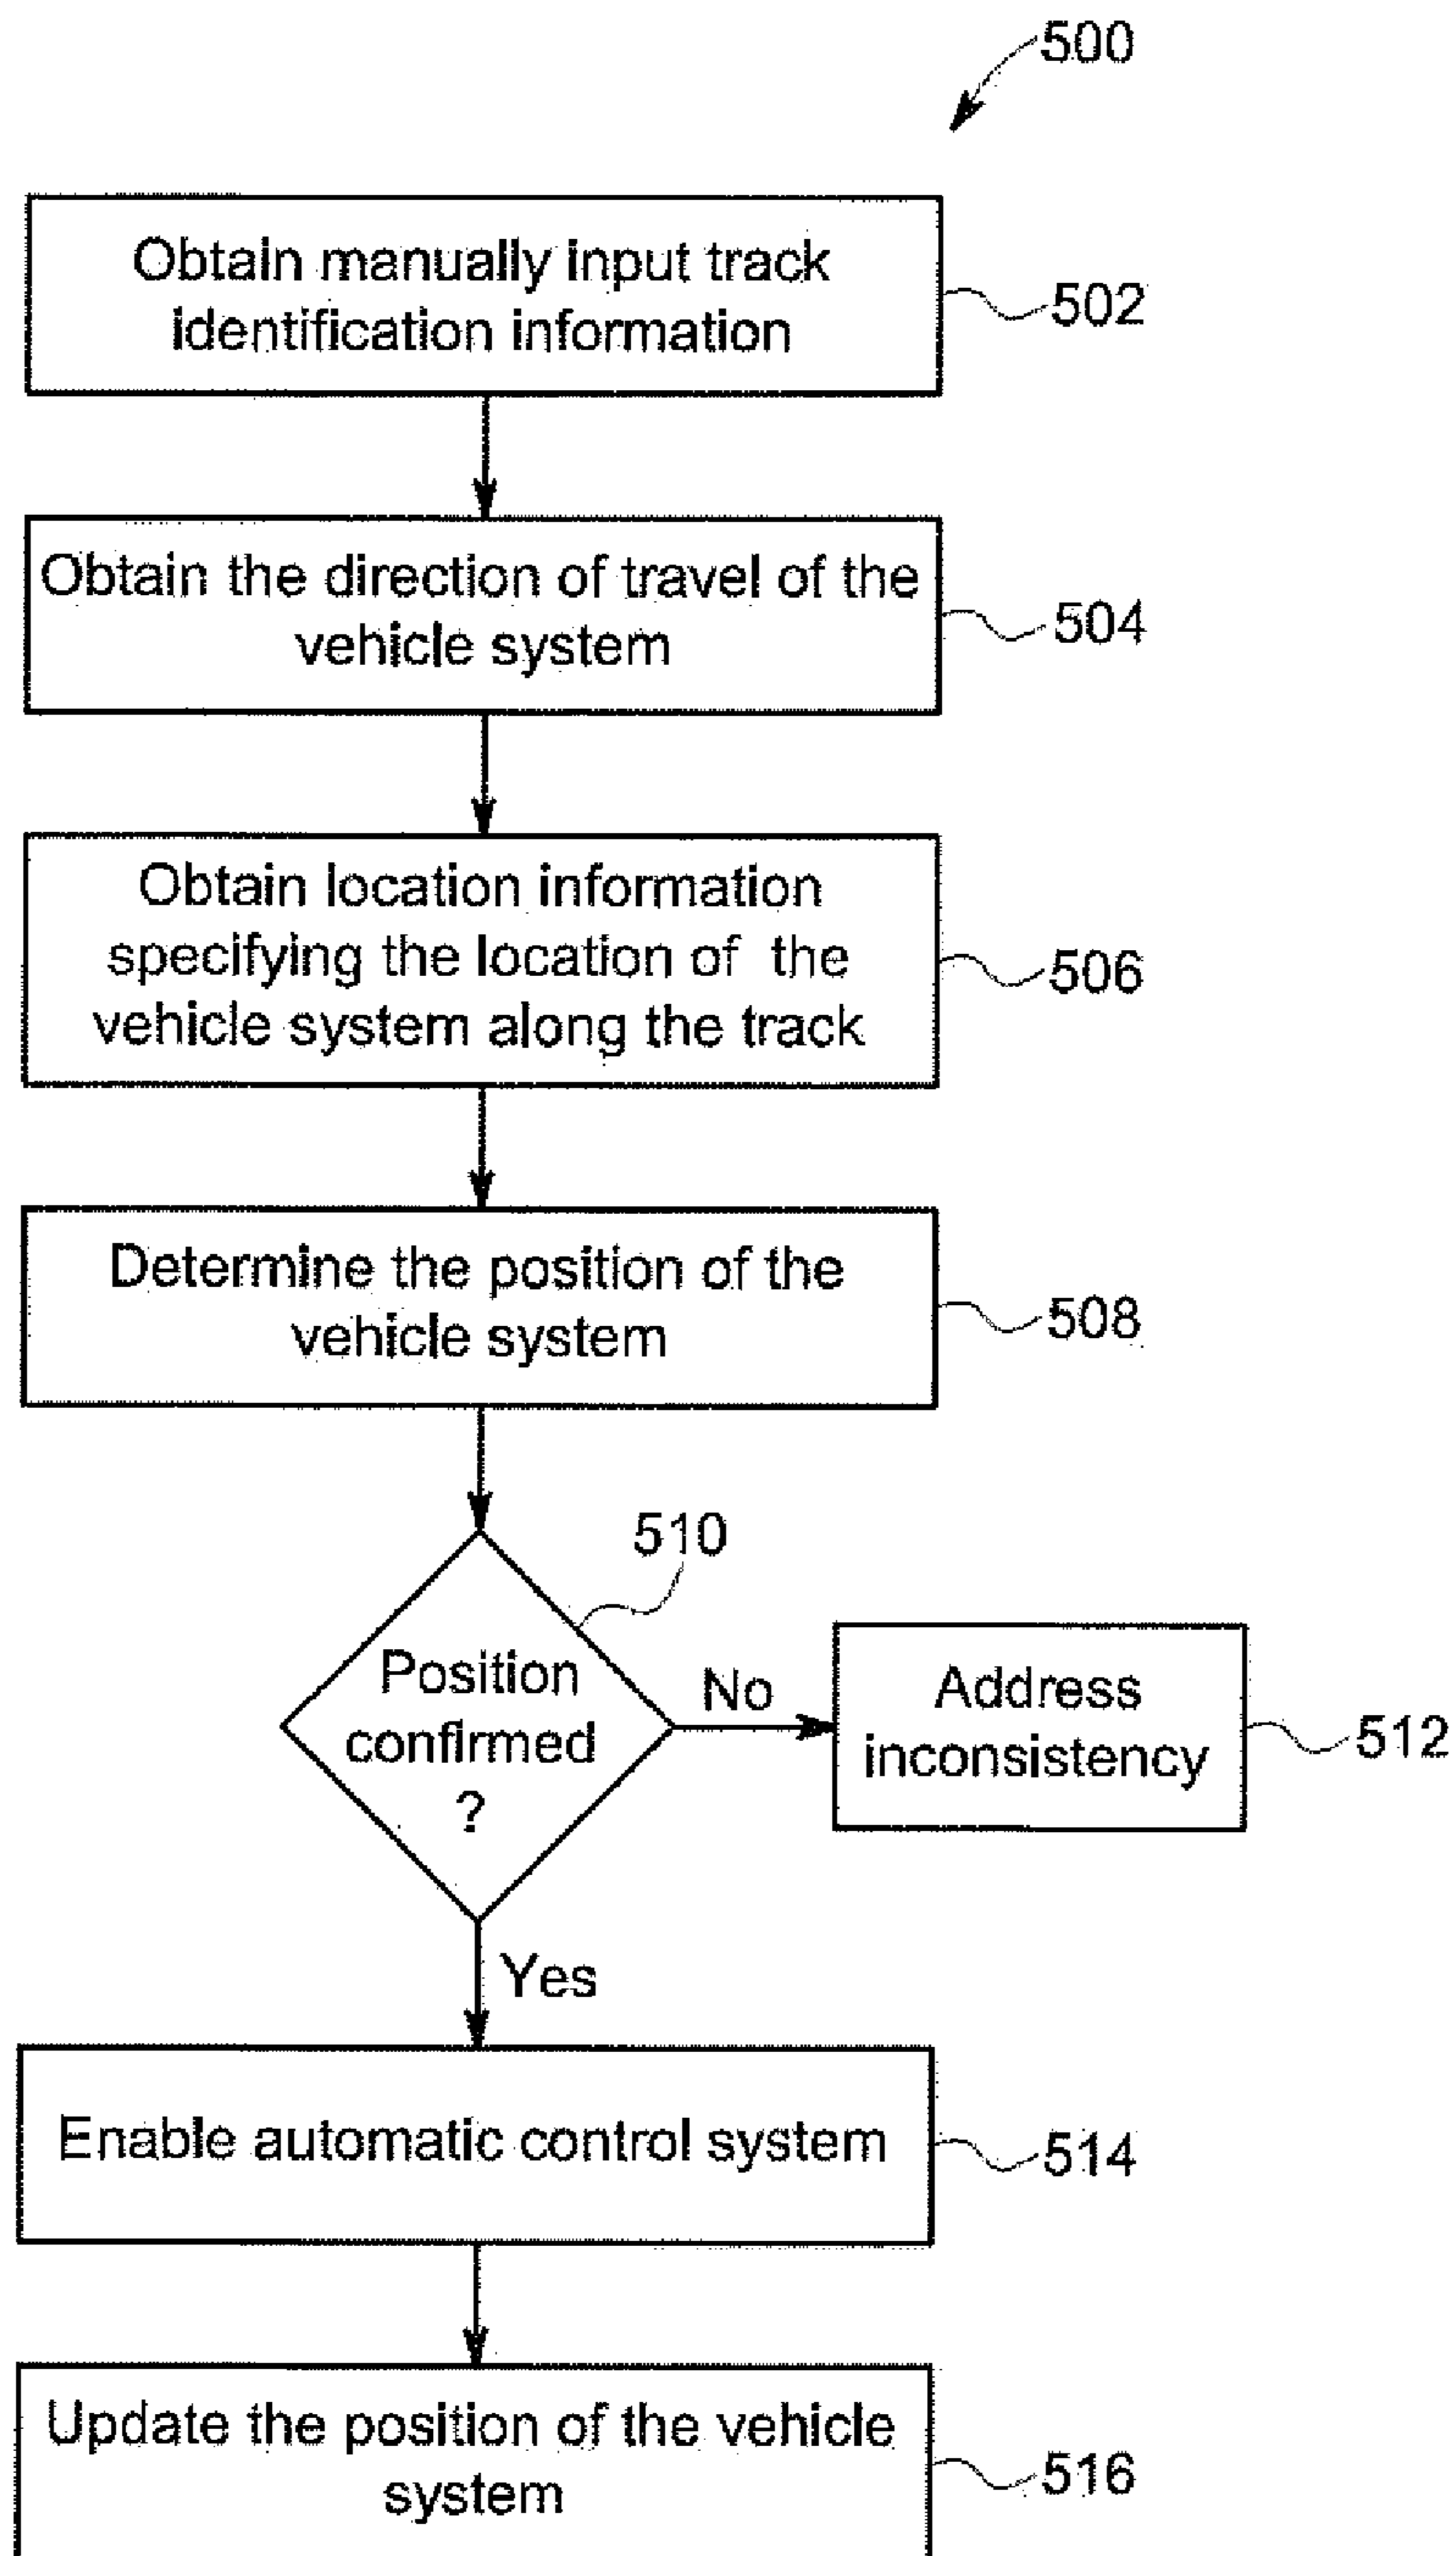 500
Obtain manually input track
identification information
502
Obtain the direction of travel of the
vehicle system
504
Obtain location information
specifying the location of the
vehicle system along the track
506
Determine the position of the
vehicle system
508
510
Position
confirmed
?
No
Address
inconsistency
512
Yes
Enable automatic control system
514
Update the position of the vehicle
system
516